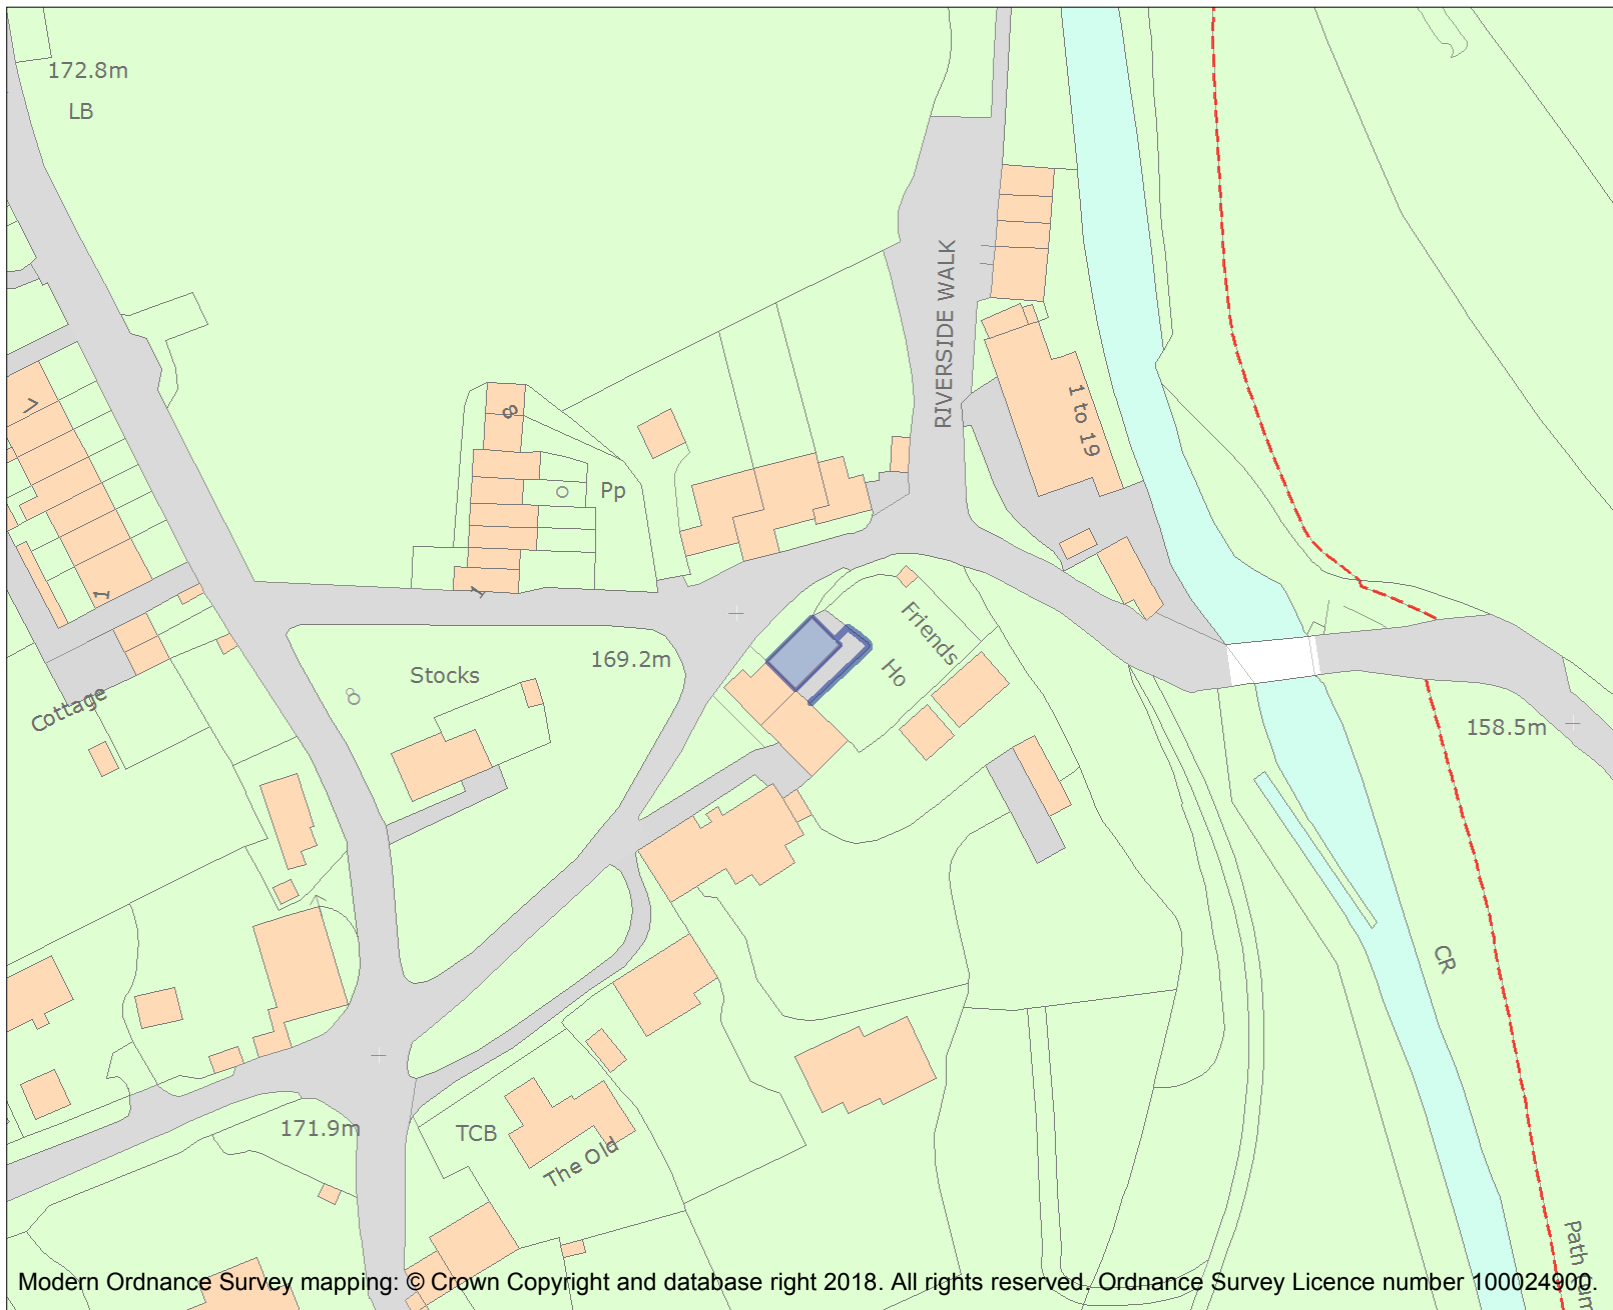 172.8m
LB
RIVERSIDE WALK
7
8
1 to 19
Pp
1
1
Friends
Ho
169.2m
Stocks
Cottage
158.5m
CR
171.9m
TCB
The Old
Path
Modern Ordnance Survey mapping: © Crown Copyright and database right 2018. All rights reserved. Ordnance Survey Licence number 100024900.